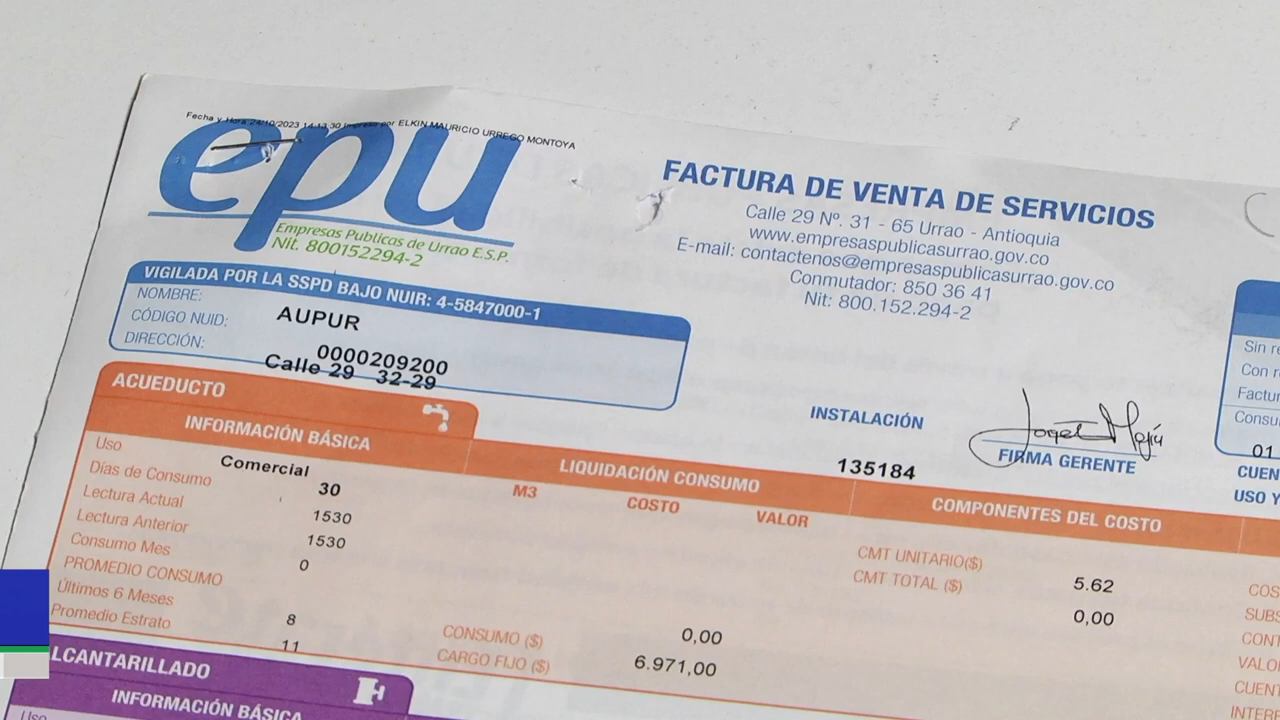 Fecha y Hora 24/10/2023 14:13:30 Impreso por ELKIN MAURICIO URREGO MONTOYA
epu
Empresas Publicas de Urrao E.S.P.
Nit. 800152294-2
FACTURA DE VENTA DE SERVICIOS
Calle 29 Nº. 31 - 65 Urrao - Antioquia
www.empresaspublicasurrao.gov.co
E-mail: contactenos@empresaspublicasurrao.gov.co
Conmutador: 850 36 41
Nit: 800.152.294-2
VIGILADA POR LA SSPD BAJO NUIR: 4-5847000-1
NOMBRE: AUPUR
CÓDIGO NUID: 0000209200
DIRECCIÓN: Calle 29 32-29
INSTALACIÓN 135184
FIRMA GERENTE
Sin
Con
Factur
Consu
01
CUEN
USO Y
ACUEDUCTO
INFORMACIÓN BÁSICA
LIQUIDACIÓN CONSUMO
COMPONENTES DEL COSTO
Uso Comercial
Días de Consumo 30
Lectura Actual 1530
Lectura Anterior 1530
Consumo Mes 0
PROMEDIO CONSUMO
Últimos 6 Meses 8
Promedio Estrato 11
M3 COSTO VALOR
CONSUMO ($) 0,00
CARGO FIJO ($) 6.971,00
CMT UNITARIO($) 5.62
CMT TOTAL ($) 0,00
COS
SUBS
CONT
VALOR
CUENT
INTERE
LCANTARILLADO
INFORMACIÓN BÁSICA
Uso